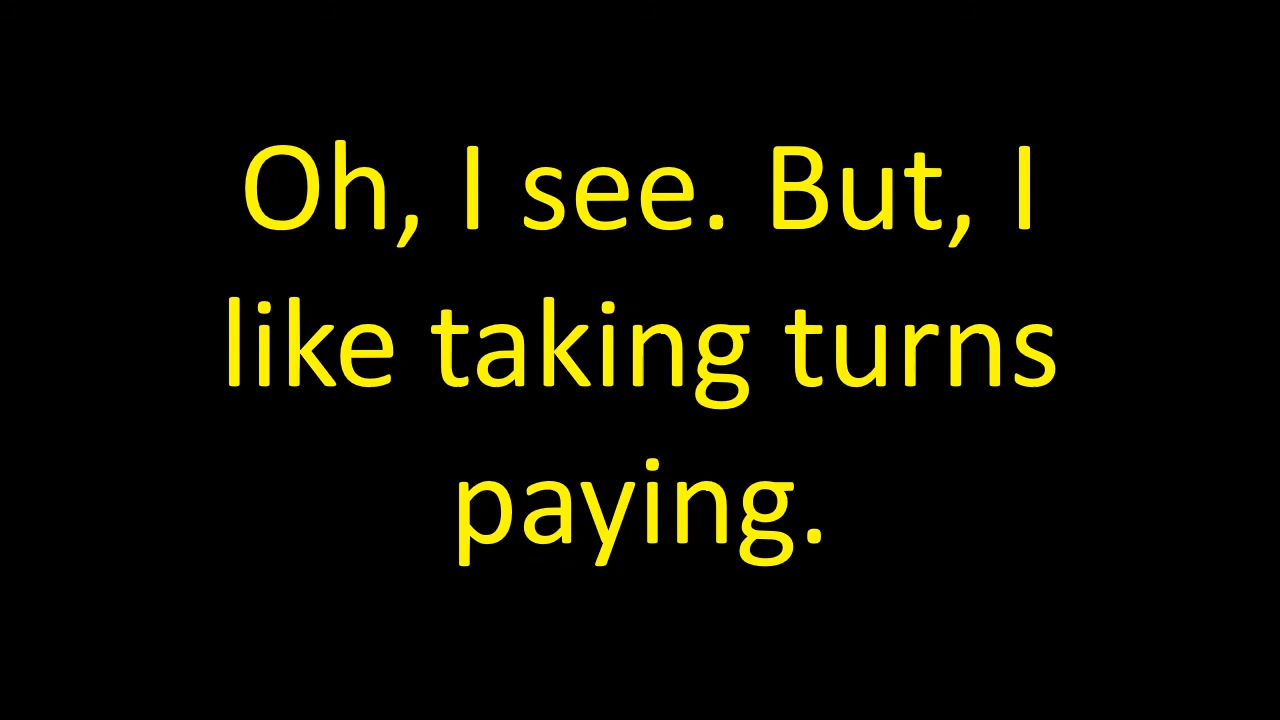 Oh, I see. But, I
like taking turns
paying.